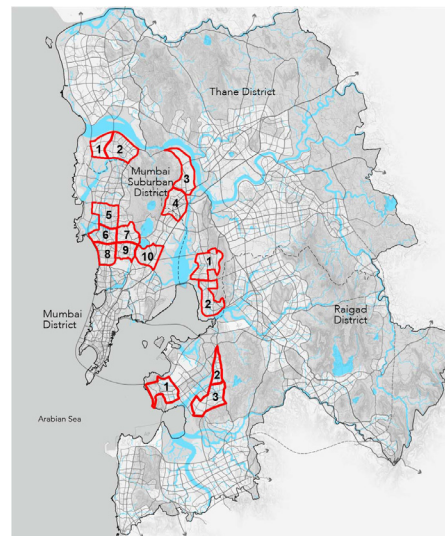 Thane District
1
2
3
Mumbai
Suburban
District
4
5
6
7
8
9
10
1
2
Mumbai
District
Raigad
District
2
1
3
Arabian Sea